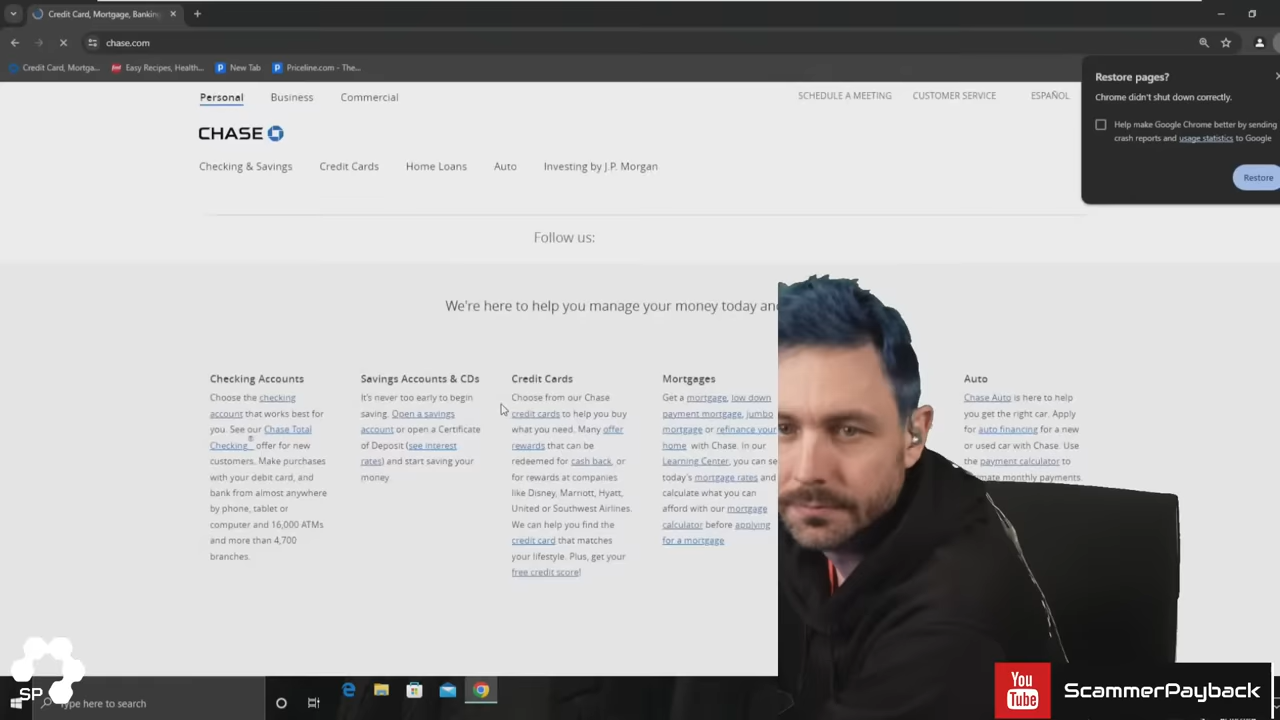 Credit Card, Mortgage, Banking
chase.com
Credit Card, Mortga...
Easy Recipes, Health...
New Tab
Priceline.com - The...
Personal
Business
Commercial
SCHEDULE A MEETING
CUSTOMER SERVICE
ESPAÑOL
CHASE
Checking & Savings
Credit Cards
Home Loans
Auto
Investing by J.P. Morgan
Restore pages?
Chrome didn't shut down correctly.
Help make Google Chrome better by sending
crash reports and usage statistics to Google
Restore
Follow us:
We're here to help you manage your money today and
Checking Accounts
Choose the checking
account that works best for
you. See our Chase Total
Checking® offer for new
customers. Make purchases
with your debit card, and
bank from almost anywhere
by phone, tablet or
computer and 16,000 ATMs
and more than 4,700
branches.
Savings Accounts & CDs
It's never too early to begin
saving. Open a savings
account or open a Certificate
of Deposit (see interest
rates) and start saving your
money
Credit Cards
Choose from our Chase
credit cards to help you buy
what you need. Many offer
rewards that can be
redeemed for cash back, or
for rewards at companies
like Disney, Marriott, Hyatt,
United or Southwest Airlines.
We can help you find the
credit card that matches
your lifestyle. Plus, get your
free credit score!
Mortgages
Get a mortgage, low down
payment mortgage, jumbo
mortgage or refinance your
home with Chase. In our
Learning Center, you can se
today's mortgage rates and
calculate what you can
afford with our mortgage
calculator before applying
for a mortgage
Auto
Chase Auto is here to help
you get the right car. Apply
for auto financing for a new
or used car with Chase. Use
the payment calculator to
mate monthly payments.
SP
Type here to search
You
Tube
ScammerPayback